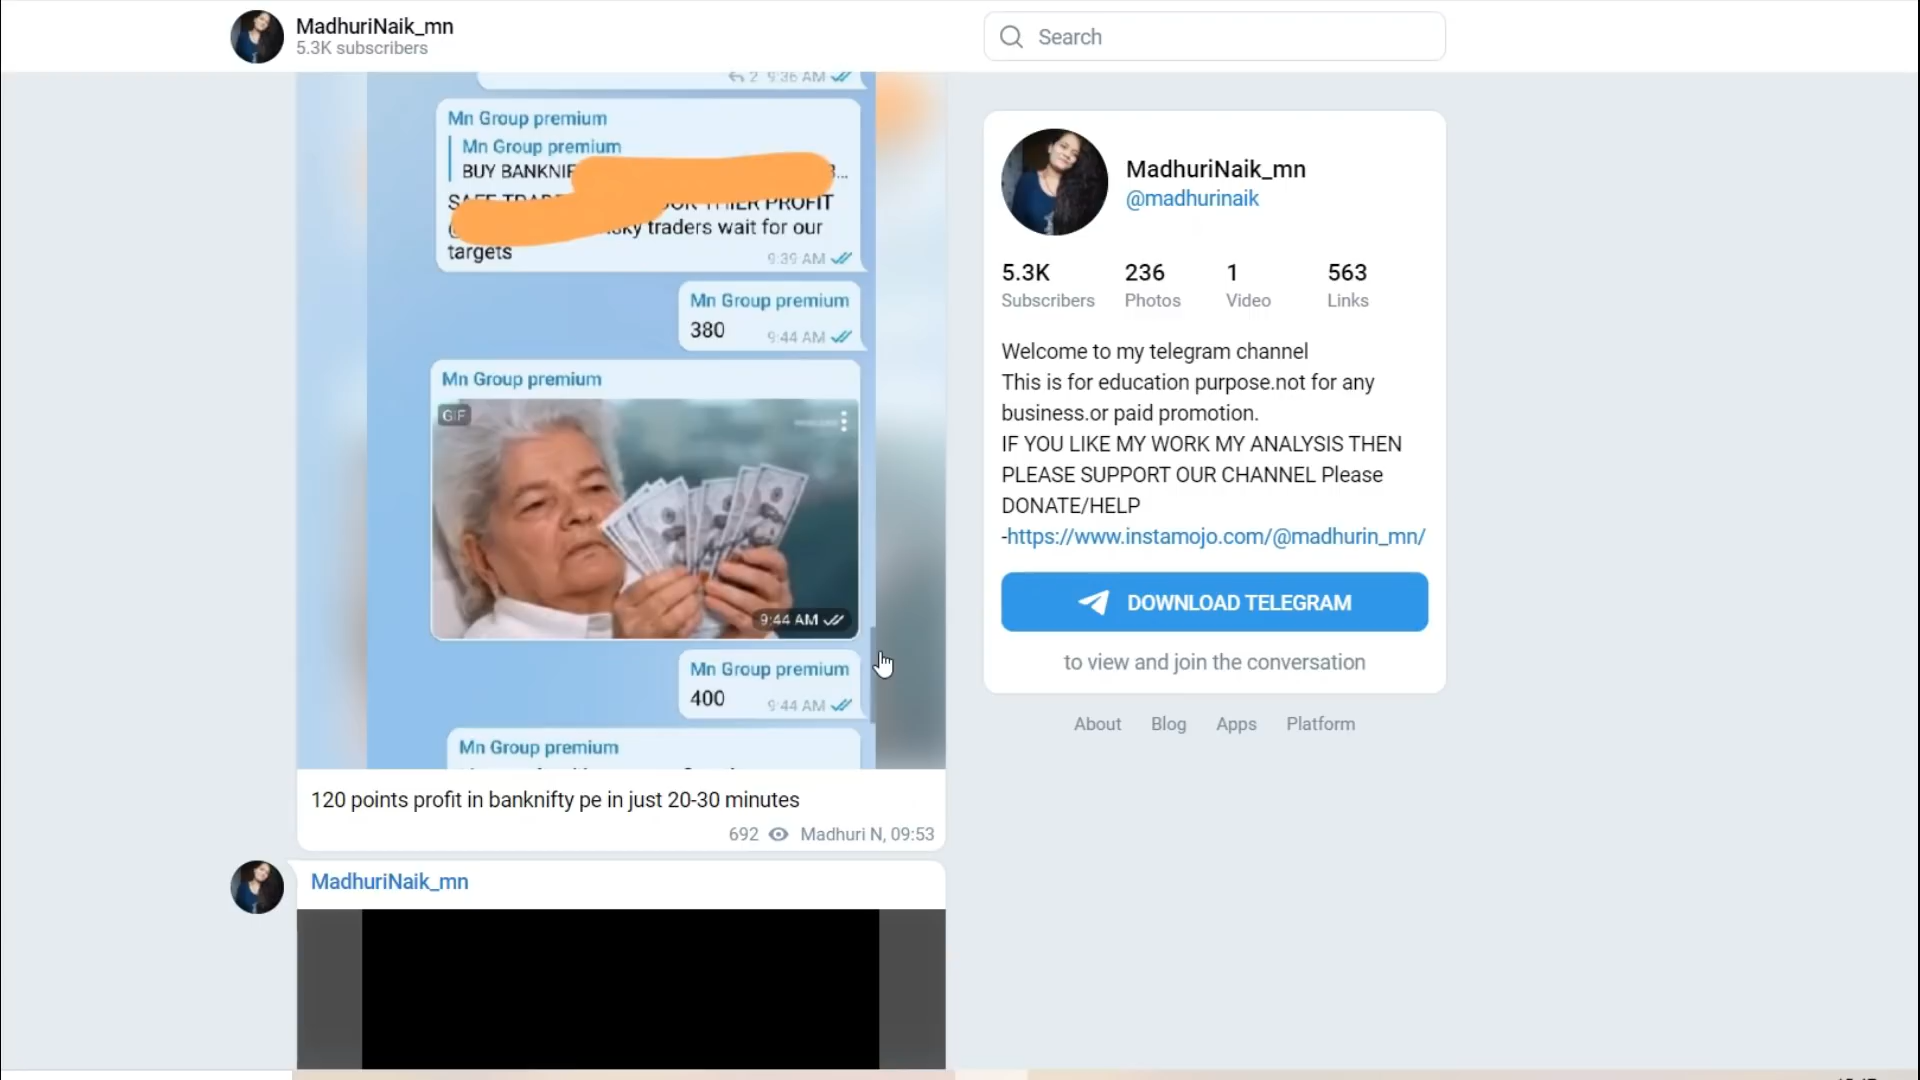 MadhuriNaik_mn
5.3K subscribers
Search
2 9:36 AM
Mn Group premium
Mn Group premium
BUY BANKNIF
PROFIT
traders wait for our
targets
9:39 AM
Mn Group premium
380
9:44 AM
Mn Group premium
GIF
9:44 AM
Mn Group premium
400
9:44 AM
Mn Group premium
120 points profit in banknifty pe in just 20-30 minutes
692 Madhuri N, 09:53
MadhuriNaik_mn
MadhuriNaik_mn
@madhurinaik
5.3K 236 1 563
Subscribers Photos Video Links
Welcome to my telegram channel
This is for education purpose.not for any
business.or paid promotion.
IF YOU LIKE MY WORK MY ANALYSIS THEN
PLEASE SUPPORT OUR CHANNEL Please
DONATE/HELP
-https://www.instamojo.com/@madhurin_mn/
DOWNLOAD TELEGRAM
to view and join the conversation
About Blog Apps Platform